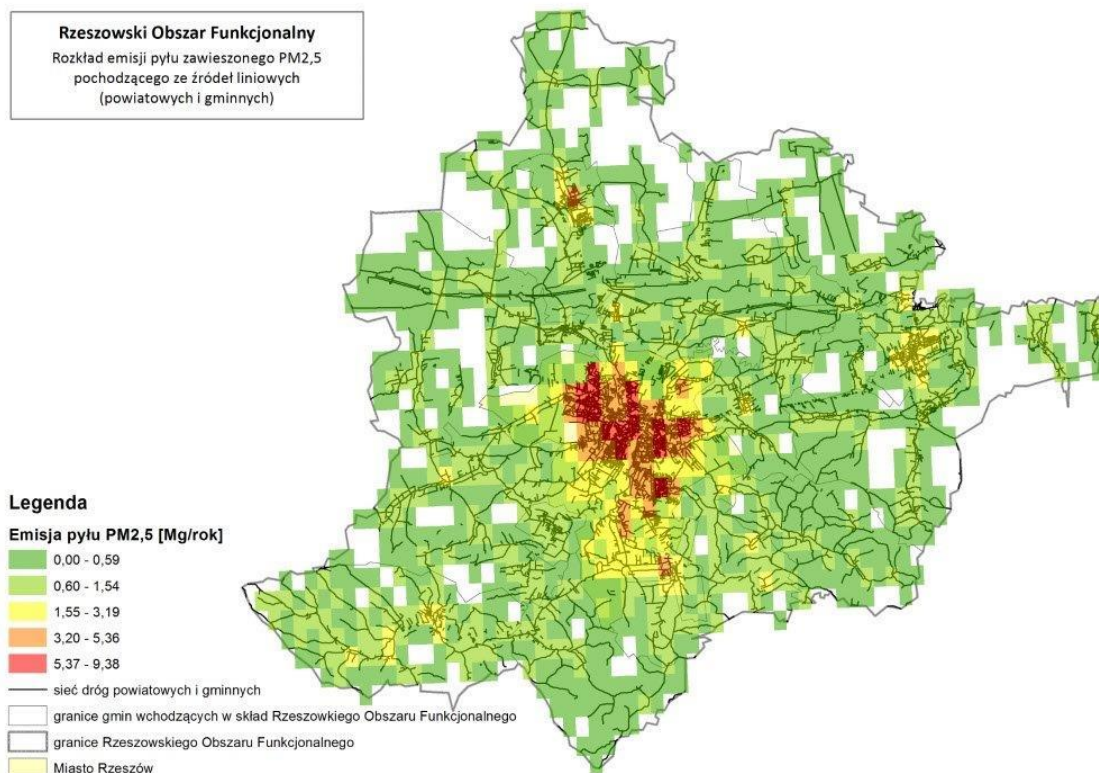 Rzeszowski Obszar Funkcjonalny
Rozkład emisji pyłu zawieszonego PM2,5
pochodzącego ze źródeł liniowych
(powiatowych i gminnych)
Legenda
Emisja pyłu PM2,5 [Mg/rok]
0,00 - 0,59
0,60 - 1,54
1,55 - 3,19
3,20 - 5,36
5,37 - 9,38
sieć dróg powiatowych i gminnych
granice gmin wchodzących w skład Rzeszowkiego Obszaru Funkcjonalnego
granice Rzeszowskiego Obszaru Funkcjonalnego
Miasto Rzeszów